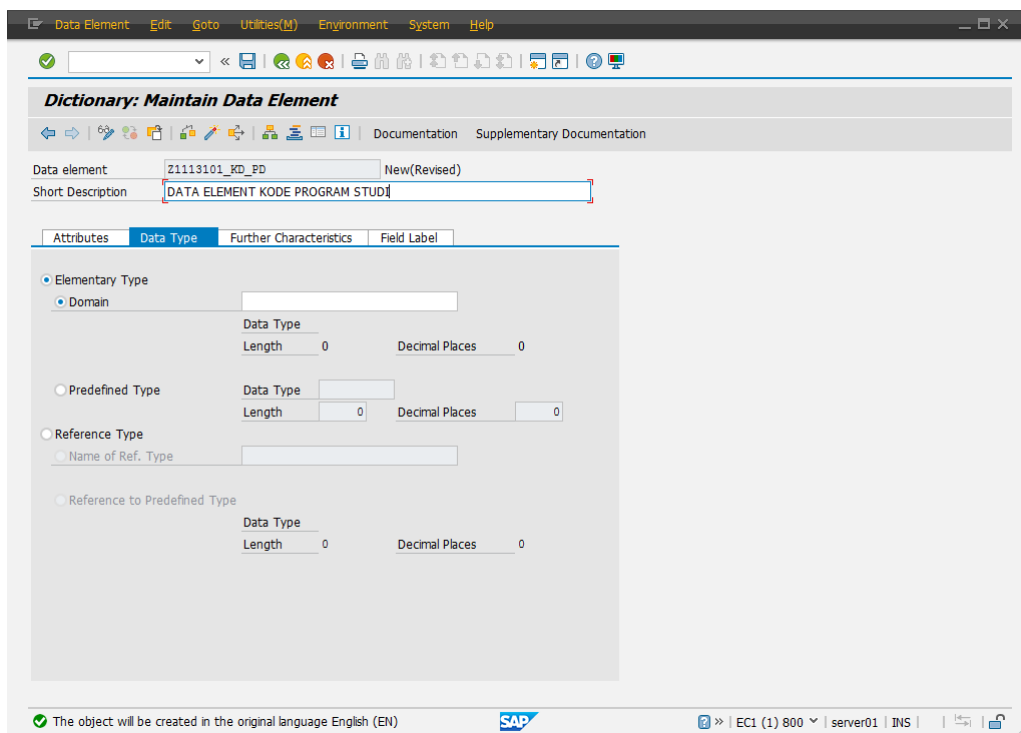 Data Element Edit Goto Utilities(M) Environment System Help
Dictionary: Maintain Data Element
Documentation Supplementary Documentation
Data element Z1113101_KD_PD New(Revised)
Short Description DATA ELEMENT KODE PROGRAM STUDI
Attributes Data Type Further Characteristics Field Label
Elementary Type
Domain
Data Type
Length 0 Decimal Places 0
Predefined Type Data Type
Length 0 Decimal Places 0
Reference Type
Name of Ref. Type
Reference to Predefined Type
Data Type
Length 0 Decimal Places 0
The object will be created in the original language English (EN) SAP EC1 (1) 800 server01 INS